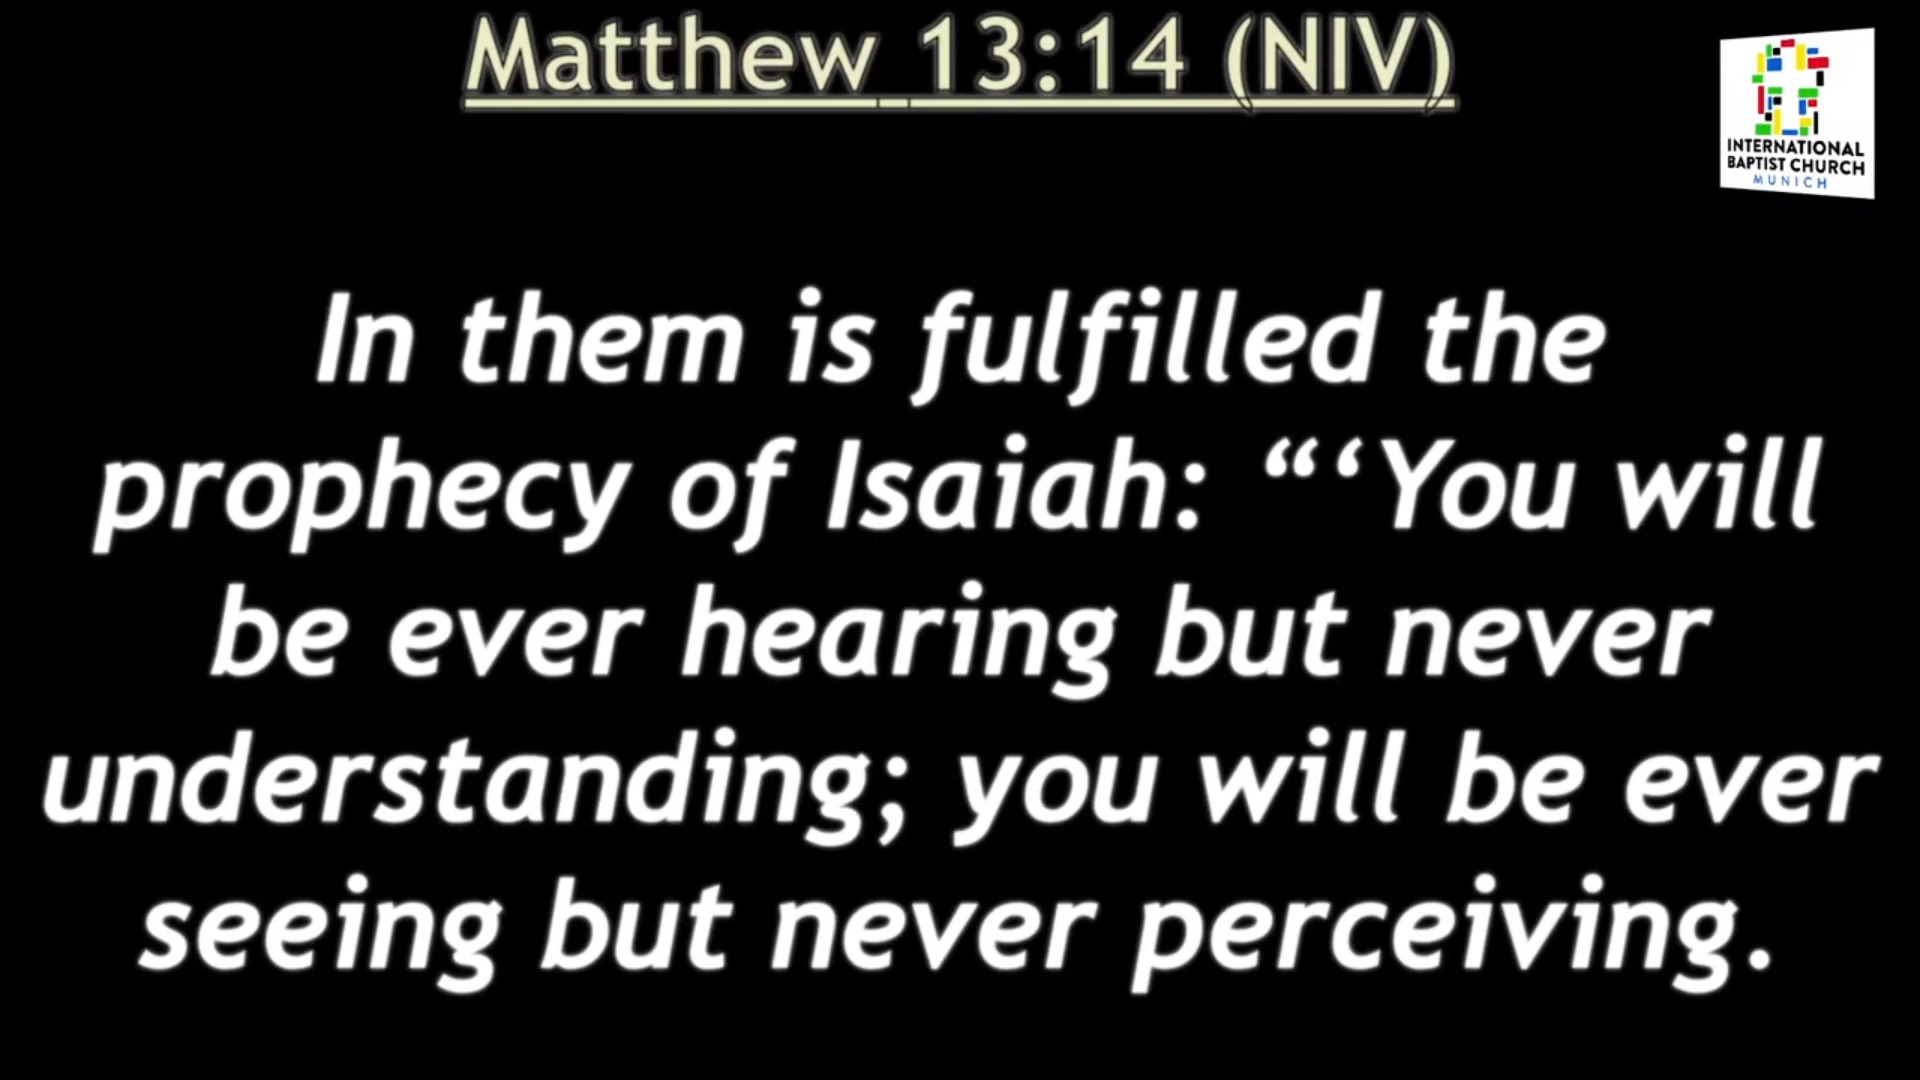 Matthew 13:14 (NIV)
INTERNATIONAL
BAPTIST CHURCH
MUNICH
In them is fulfilled the
prophecy of Isaiah: “‘You will
be ever hearing but never
understanding; you will be ever
seeing but never perceiving.